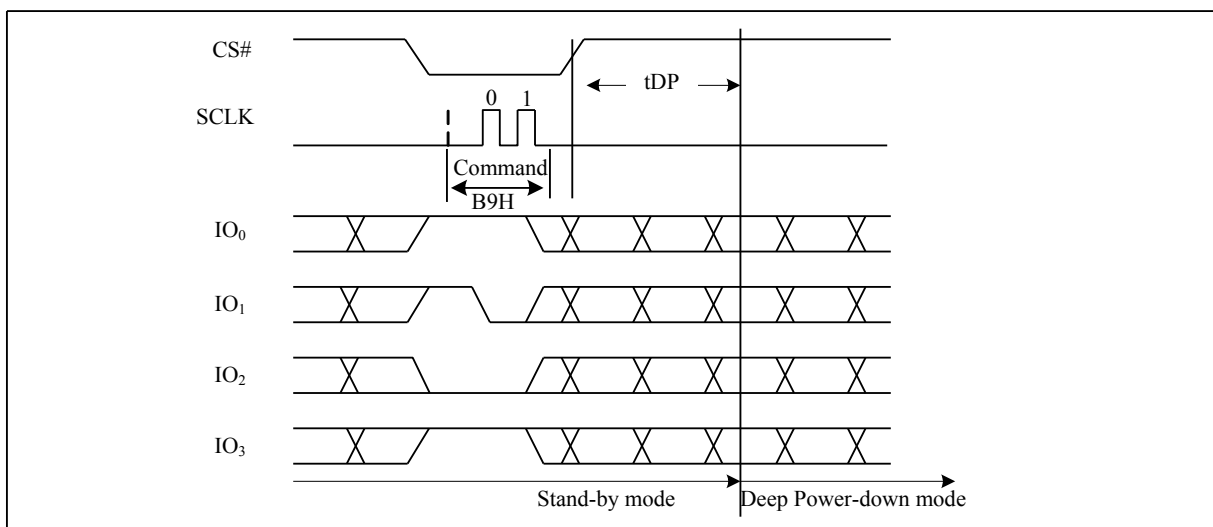 CS#
tDP
SCLK
0 1
Command
B9H
IO₀
IO₁
IO₂
IO₃
Stand-by mode
Deep Power-down mode